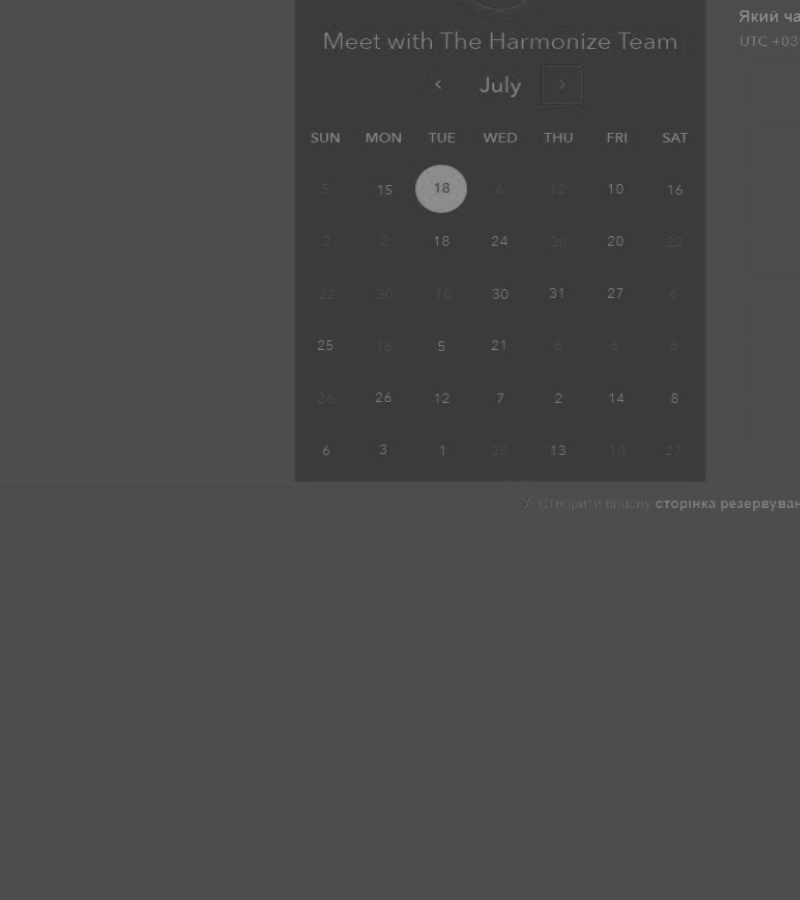 Який ча
Meet with The Harmonize Team
UTC +03
‹ July ›
SUN MON TUE WED THU FRI SAT
5 15 18 6 12 10 16
2 2 18 24 30 20 22
22 30 10 30 31 27 6
25 18 5 21 8 6 8
26 26 12 7 2 14 8
6 3 1 28 13 10 27
Створити власну сторінка резервуван